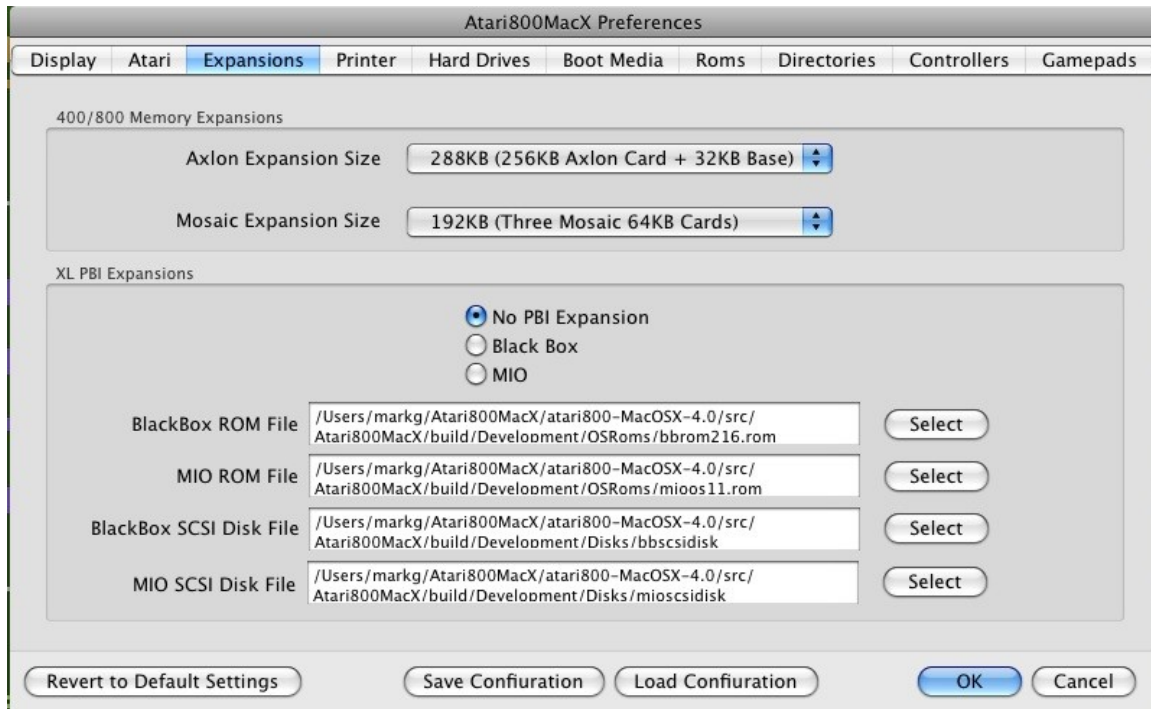 Atari800MacX Preferences
Display Atari Expansions Printer Hard Drives Boot Media Roms Directories Controllers Gamepads
400/800 Memory Expansions
Axlon Expansion Size 288KB (256KB Axlon Card + 32KB Base)
Mosaic Expansion Size 192KB (Three Mosaic 64KB Cards)
XL PBI Expansions
No PBI Expansion
Black Box
MIO
BlackBox ROM File /Users/markg/Atari800MacX/atari800-MacOSX-4.0/src/
Atari800MacX/build/Development/OSRoms/bbrom216.rom Select
MIO ROM File /Users/markg/Atari800MacX/atari800-MacOSX-4.0/src/
Atari800MacX/build/Development/OSRoms/mioos11.rom Select
BlackBox SCSI Disk File /Users/markg/Atari800MacX/atari800-MacOSX-4.0/src/
Atari800MacX/build/Development/Disks/bbscsidisk Select
MIO SCSI Disk File /Users/markg/Atari800MacX/atari800-MacOSX-4.0/src/
Atari800MacX/build/Development/Disks/mioscsidisk Select
Revert to Default Settings Save Confiuration Load Confiuration OK Cancel